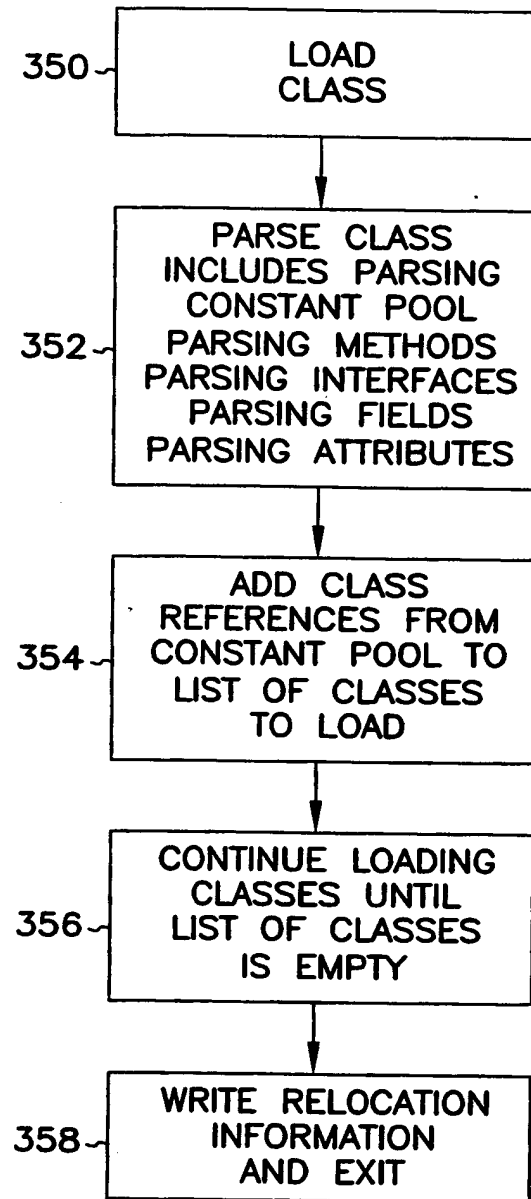 350
LOAD
CLASS
352
PARSE CLASS
INCLUDES PARSING
CONSTANT POOL
PARSING METHODS
PARSING INTERFACES
PARSING FIELDS
PARSING ATTRIBUTES
354
ADD CLASS
REFERENCES FROM
CONSTANT POOL TO
LIST OF CLASSES
TO LOAD
356
CONTINUE LOADING
CLASSES UNTIL
LIST OF CLASSES
IS EMPTY
358
WRITE RELOCATION
INFORMATION
AND EXIT